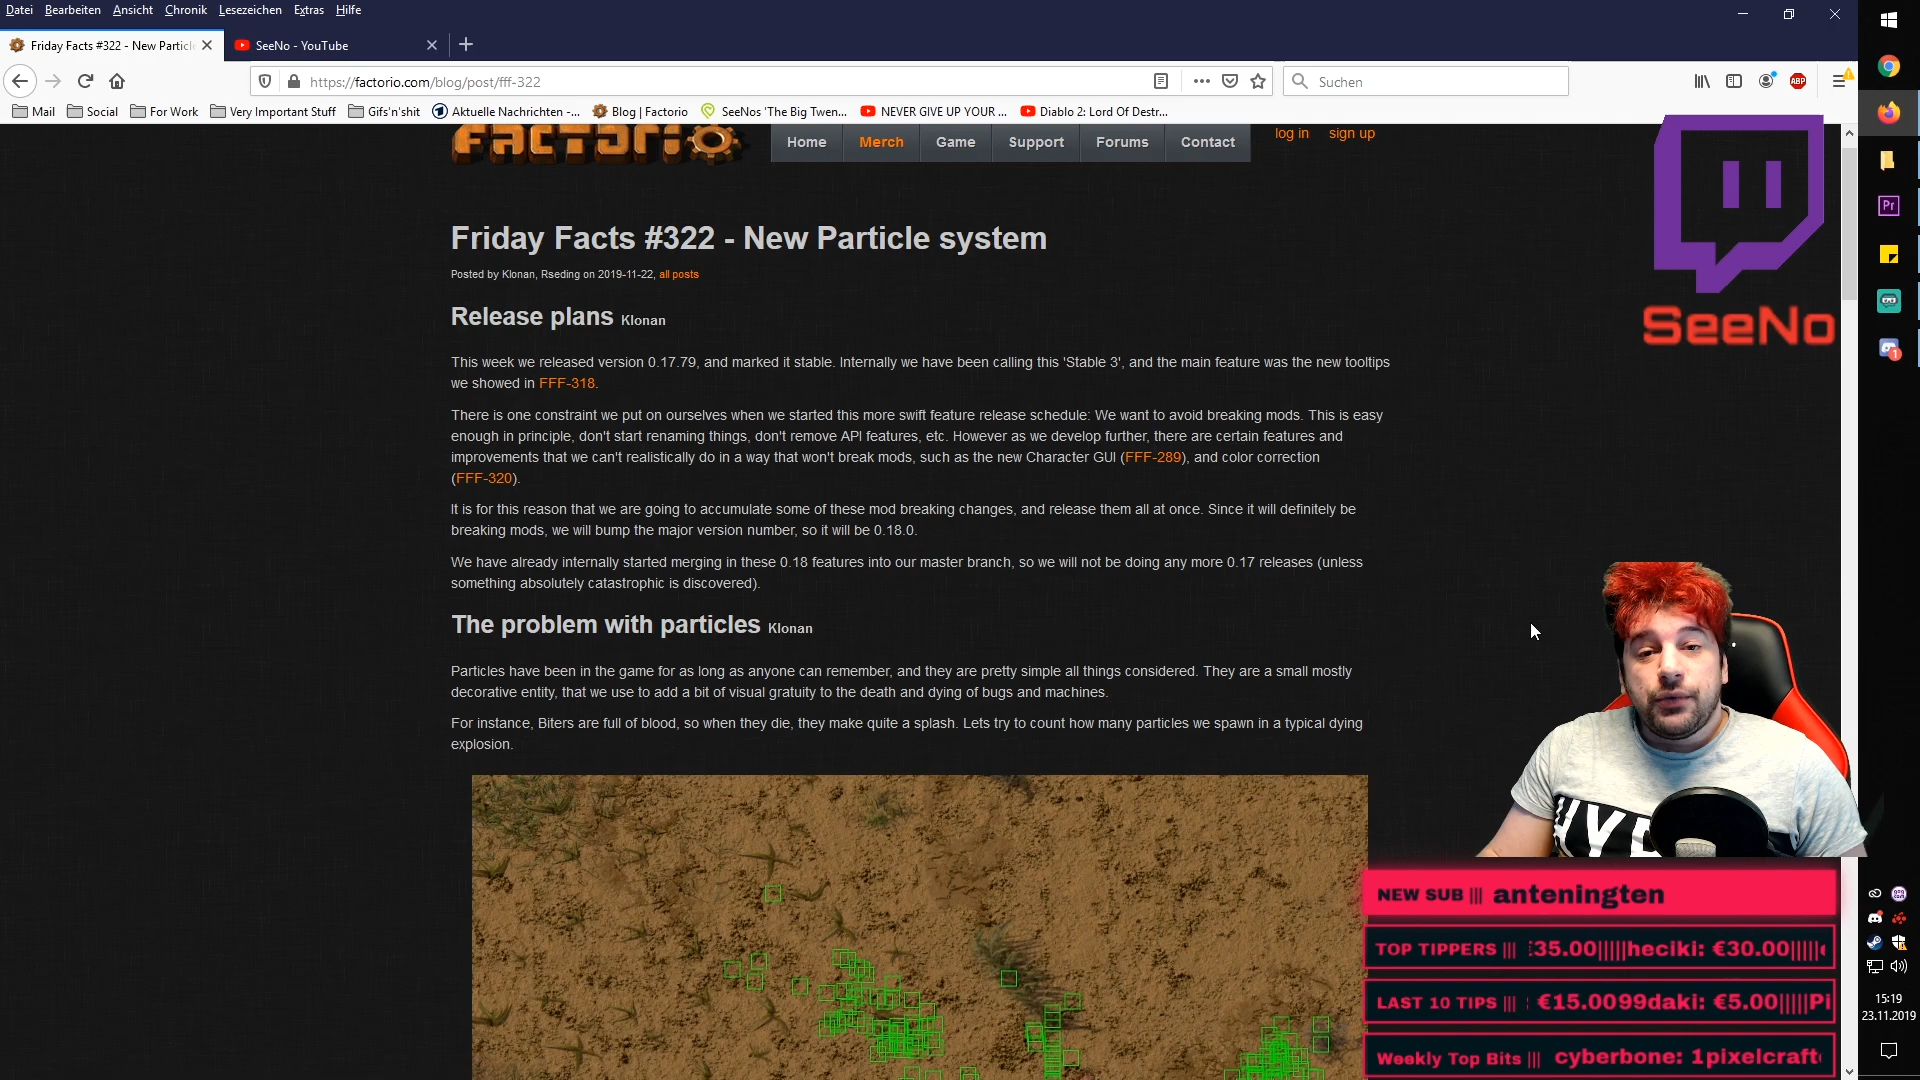 Datei Bearbeiten Ansicht Chronik Lesezeichen Extras Hilfe
Friday Facts #322 - New Particle
SeeNo - YouTube
https://factorio.com/blog/post/fff-322
Suchen
ABP
Mail Social For Work Very Important Stuff Gifs'n'shit Aktuelle Nachrichten -... Blog | Factorio SeeNos 'The Big Twen... NEVER GIVE UP YOUR ... Diablo 2: Lord Of Destr...
FACTORIO
Home Merch Game Support Forums Contact
log in sign up
Friday Facts #322 - New Particle system
Posted by Klonan, Rseding on 2019-11-22, all posts
Release plans Klonan
This week we released version 0.17.79, and marked it stable. Internally we have been calling this 'Stable 3', and the main feature was the new tooltips
we showed in FFF-318.
There is one constraint we put on ourselves when we started this more swift feature release schedule: We want to avoid breaking mods. This is easy
enough in principle, don't start renaming things, don't remove API features, etc. However as we develop further, there are certain features and
improvements that we can't realistically do in a way that won't break mods, such as the new Character GUI (FFF-289), and color correction
(FFF-320).
It is for this reason that we are going to accumulate some of these mod breaking changes, and release them all at once. Since it will definitely be
breaking mods, we will bump the major version number, so it will be 0.18.0.
We have already internally started merging in these 0.18 features into our master branch, so we will not be doing any more 0.17 releases (unless
something absolutely catastrophic is discovered).
The problem with particles Klonan
Particles have been in the game for as long as anyone can remember, and they are pretty simple all things considered. They are a small mostly
decorative entity, that we use to add a bit of visual gratuity to the death and dying of bugs and machines.
For instance, Biters are full of blood, so when they die, they make quite a splash. Lets try to count how many particles we spawn in a typical dying
explosion.
SeeNo
Pr
1
HYPE
NEW SUB ||| anteningten
TOP TIPPERS ||| €35.00|||||heciki: €30.00|||||
LAST 10 TIPS ||| : €15.0099daki: €5.00|||||Pi
Weekly Top Bits ||| cyberbone: 1pixelcraft
15:19
23.11.2019